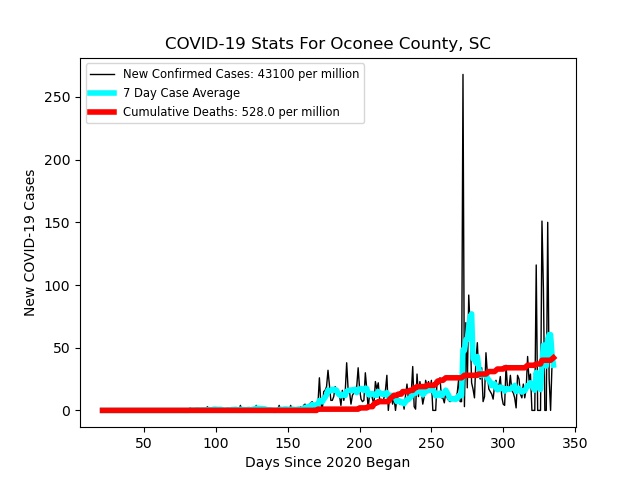 COVID-19 Stats For Oconee County, SC
New Confirmed Cases: 43100 per million
7 Day Case Average
Cumulative Deaths: 528.0 per million
New COVID-19 Cases
250
200
150
100
50
0
50 100 150 200 250 300 350
Days Since 2020 Began